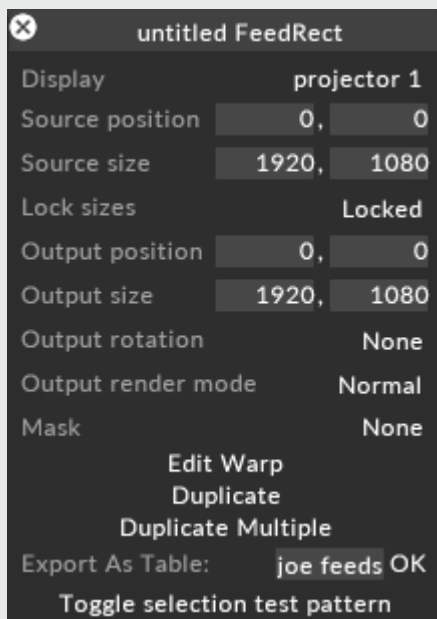 untitled FeedRect
Display projector 1
Source position 0, 0
Source size 1920, 1080
Lock sizes Locked
Output position 0, 0
Output size 1920, 1080
Output rotation None
Output render mode Normal
Mask None
Edit Warp
Duplicate
Duplicate Multiple
Export As Table: joe feeds OK
Toggle selection test pattern